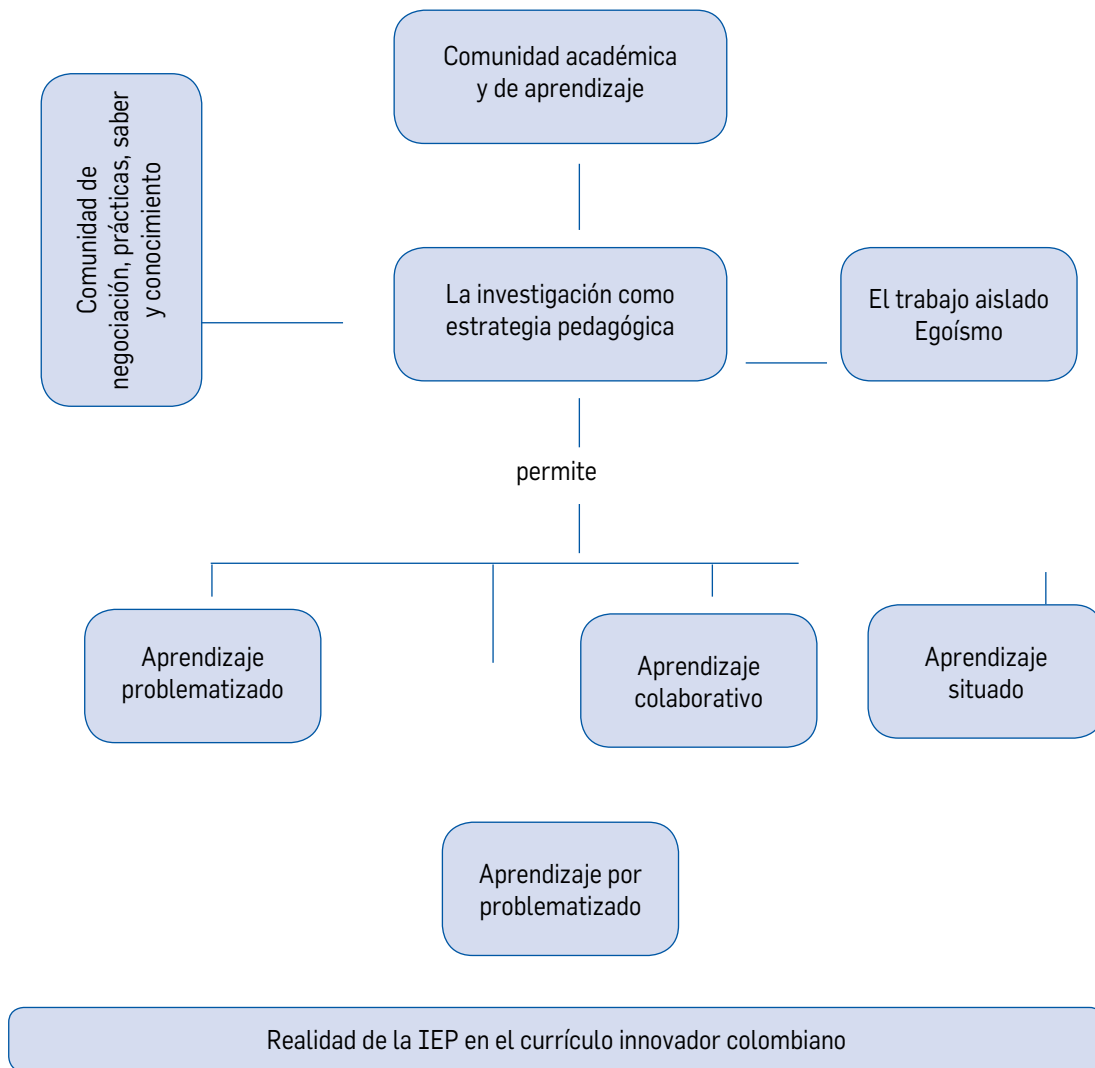 Comunidad académica
y de aprendizaje
Comunidad de
negociación, prácticas, saber
y conocimiento
La investigación como
estrategia pedagógica
El trabajo aislado
Egoísmo
permite
Aprendizaje
problematizado
Aprendizaje
colaborativo
Aprendizaje
situado
Aprendizaje por
problematizado
Realidad de la IEP en el currículo innovador colombiano